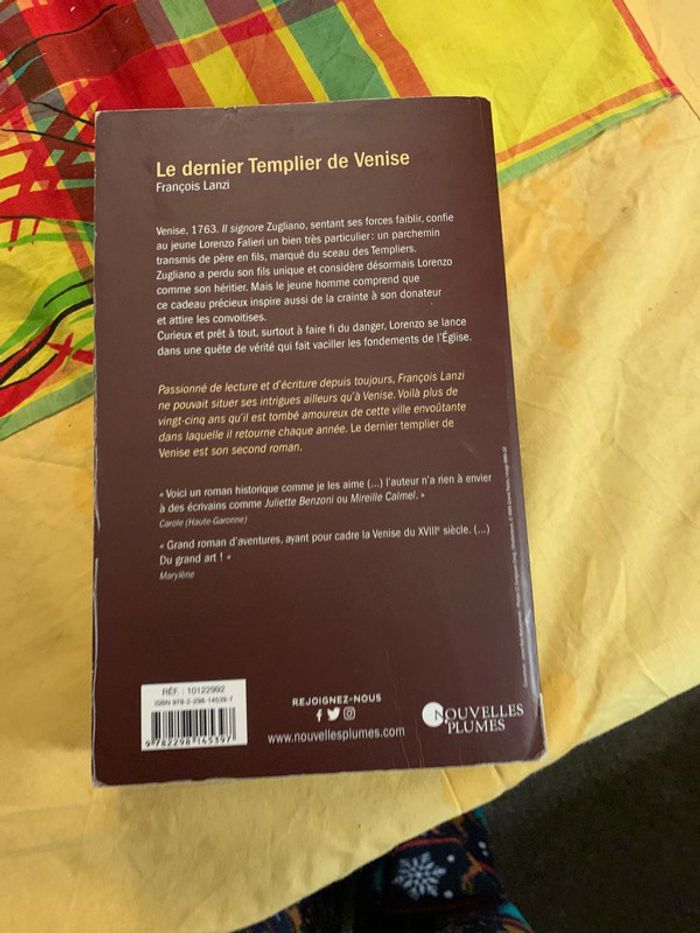 Le dernier Templier de Venise
François Lanzi
Venise, 1763. Il signore Zugliano, sentant ses forces faiblir, confie
au jeune Lorenzo Falieri un bien très particulier : un parchemin
transmis de père en fils, marqué du sceau des Templiers.
Zugliano a perdu son fils unique et considère désormais Lorenzo
comme son héritier. Mais le jeune homme comprend que
ce cadeau précieux inspire aussi de la crainte à son donateur
et attire les convoitises.
Curieux et prêt à tout, surtout à faire fi du danger, Lorenzo se lance
dans une quête de vérité qui fait vaciller les fondements de l'Église.
Passionné de lecture et d'écriture depuis toujours, François Lanzi
ne pouvait situer ses intrigues ailleurs qu'à Venise. Voilà plus de
vingt-cinq ans qu'il est tombé amoureux de cette ville envoûtante
dans laquelle il retourne chaque année. Le dernier templier de
Venise est son second roman.
« Voici un roman historique comme je les aime (...) l'auteur n'a rien à envier
à des écrivains comme Juliette Benzoni ou Mireille Calmel. »
Carole (Haute-Garonne)
« Grand roman d'aventures, ayant pour cadre la Venise du XVIIIe siècle. (...)
Du grand art ! »
Marylène
RÉF. : 10122992
ISBN 978-2-298-14539-7
9 782298 145397
REJOIGNEZ-NOUS
www.nouvellesplumes.com
NOUVELLES
PLUMES